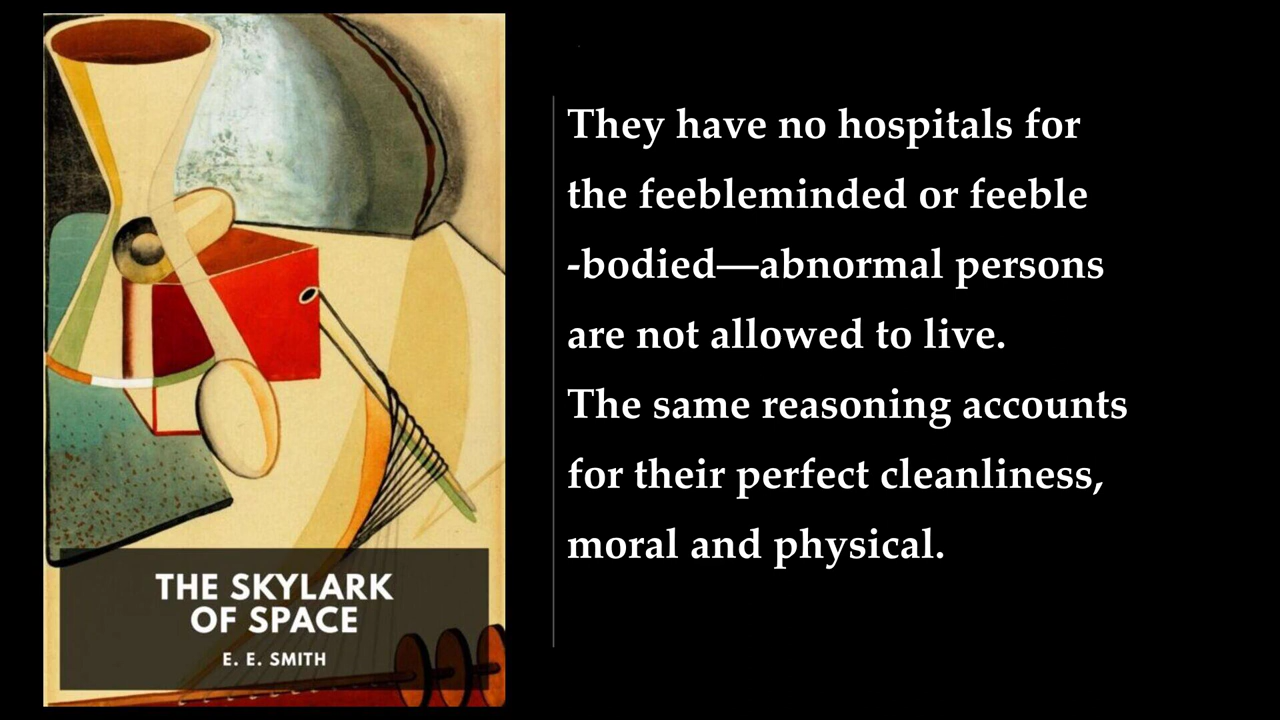 THE SKYLARK
OF SPACE
E. E. SMITH
They have no hospitals for
the feebleminded or feeble
-bodied—abnormal persons
are not allowed to live.
The same reasoning accounts
for their perfect cleanliness,
moral and physical.